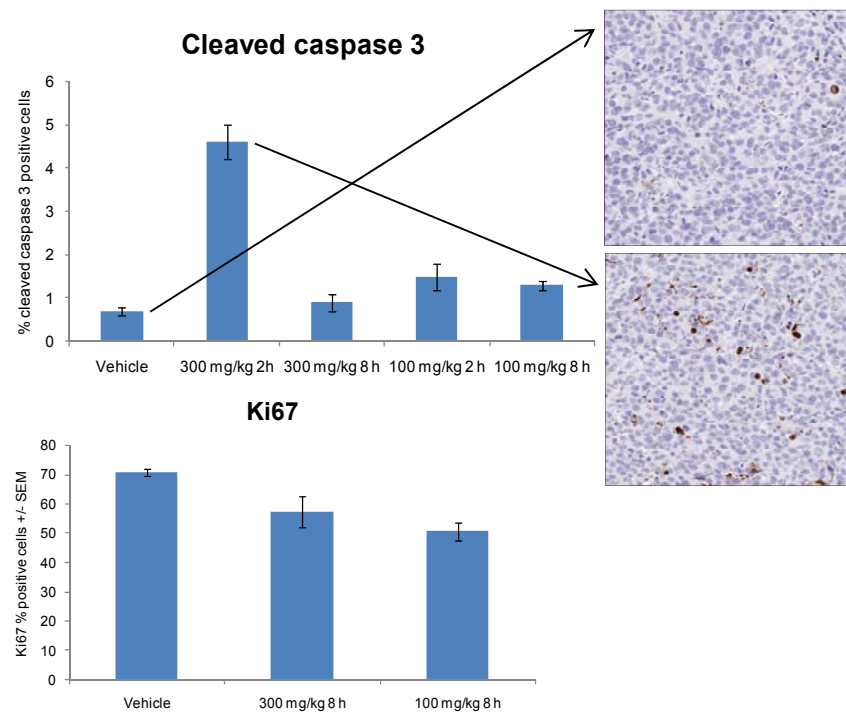 Cleaved caspase 3
% cleaved caspase 3 positive cells
6
5
4
3
2
1
0
Vehicle 300 mg/kg 2h 300 mg/kg 8 h 100 mg/kg 2 h 100 mg/kg 8 h
Ki67
Ki67 % positive cells +/- SEM
80
70
60
50
40
30
20
10
0
Vehicle 300 mg/kg 8 h 100 mg/kg 8 h